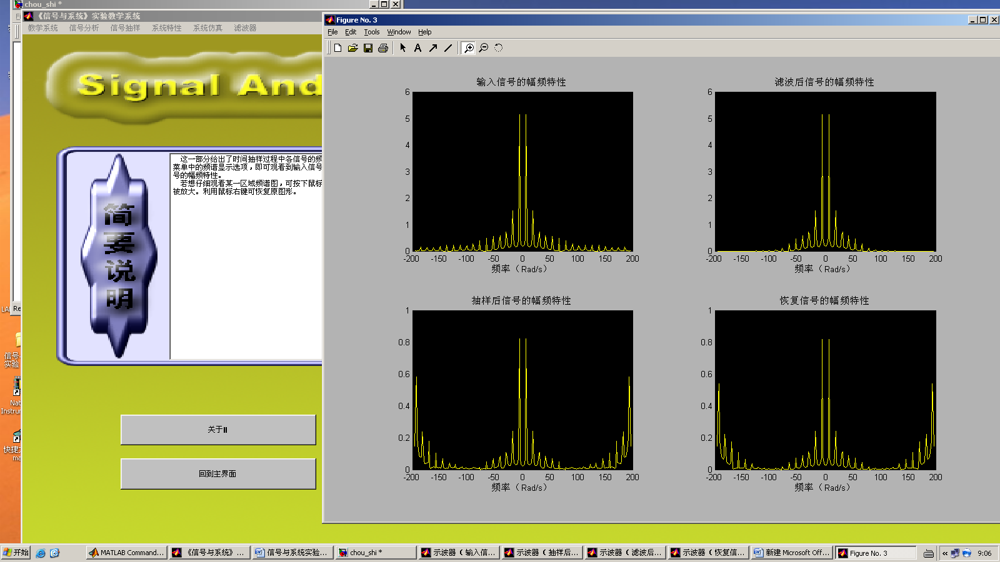 chou_shi *
《信号与系统》实验教学系统
教学系统 信号分析 信号抽样 系统特性 系统仿真 滤波器
Signal And
这一部分给出了时间抽样过程中各信号的频
菜单中的频谱显示选项，即可观看到输入信号
号的幅频特性。
若想仔细观看某一区域频谱图，可按下鼠标
被放大。利用鼠标右键可恢复原图形。
简要说明
关于II
回到主界面
Re
信号
实验
Nat
Instrum
快捷
ma
Figure No. 3
File Edit Tools Window Help
输入信号的幅频特性
6
5
4
3
2
1
0
-200 -150 -100 -50 0 50 100 150 200
频率（Rad/s）
滤波后信号的幅频特性
6
5
4
3
2
1
0
-200 -150 -100 -50 0 50 100 150 200
频率（Rad/s）
抽样后信号的幅频特性
1
0.8
0.6
0.4
0.2
0
-200 -150 -100 -50 0 50 100 150 200
频率（Rad/s）
恢复信号的幅频特性
1
0.8
0.6
0.4
0.2
0
-200 -150 -100 -50 0 50 100 150 200
频率（Rad/s）
开始 MATLAB Command... 《信号与系统》... 信号与系统实验... chou_shi * 示波器（输入信... 示波器（抽样后... 示波器（滤波后... 示波器（恢复信... 新建 Microsoft Off... Figure No. 3 « 9:06